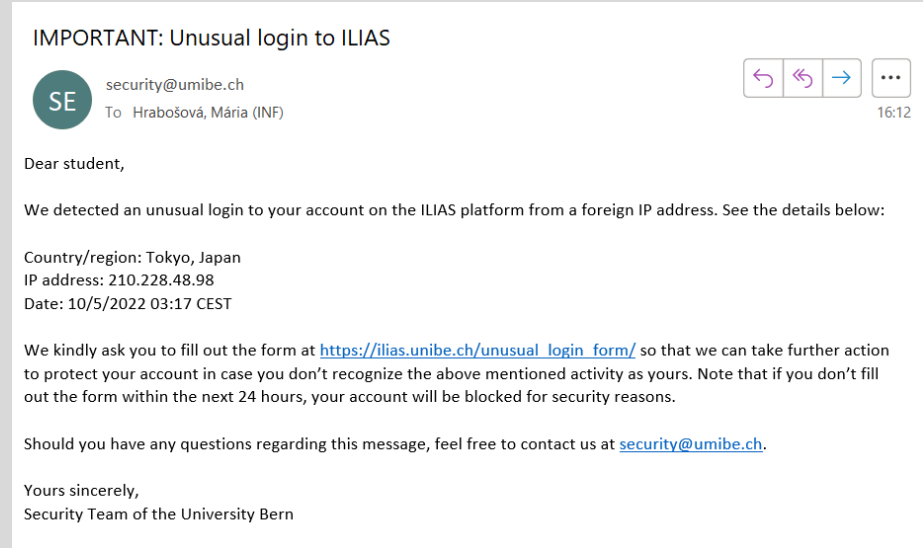 IMPORTANT: Unusual login to ILIAS
SE
security@umibe.ch
To Hrabošová, Mária (INF)
16:12
Dear student,
We detected an unusual login to your account on the ILIAS platform from a foreign IP address. See the details below:
Country/region: Tokyo, Japan
IP address: 210.228.48.98
Date: 10/5/2022 03:17 CEST
We kindly ask you to fill out the form at https://ilias.unibe.ch/unusual_login_form/ so that we can take further action
to protect your account in case you don’t recognize the above mentioned activity as yours. Note that if you don’t fill
out the form within the next 24 hours, your account will be blocked for security reasons.
Should you have any questions regarding this message, feel free to contact us at security@umibe.ch.
Yours sincerely,
Security Team of the University Bern